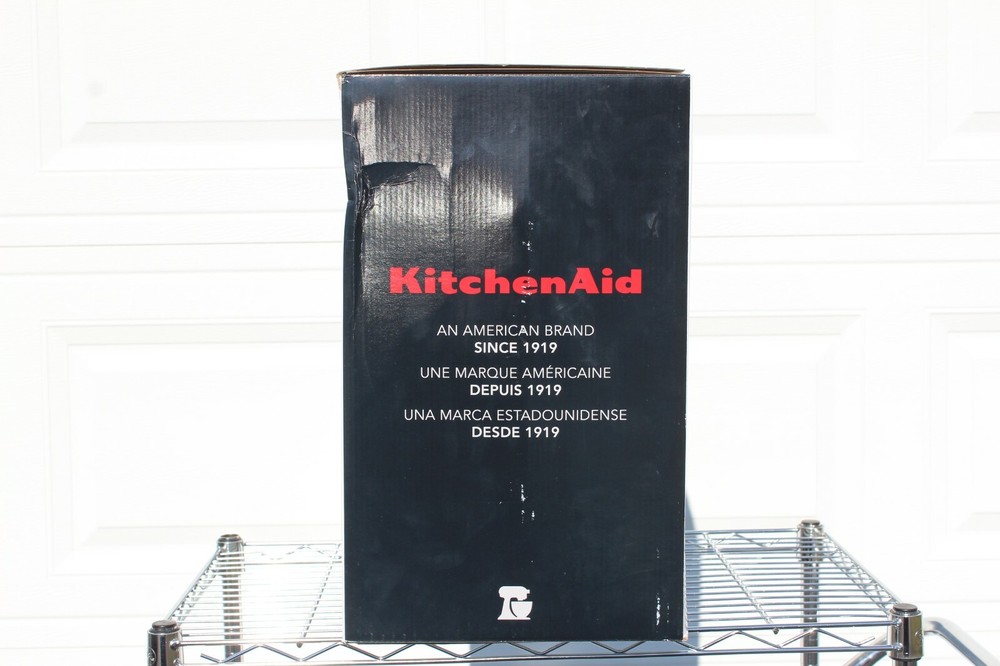 KitchenAid
AN AMERICAN BRAND
SINCE 1919
UNE MARQUE AMÉRICAINE
DEPUIS 1919
UNA MARCA ESTADOUNIDENSE
DESDE 1919